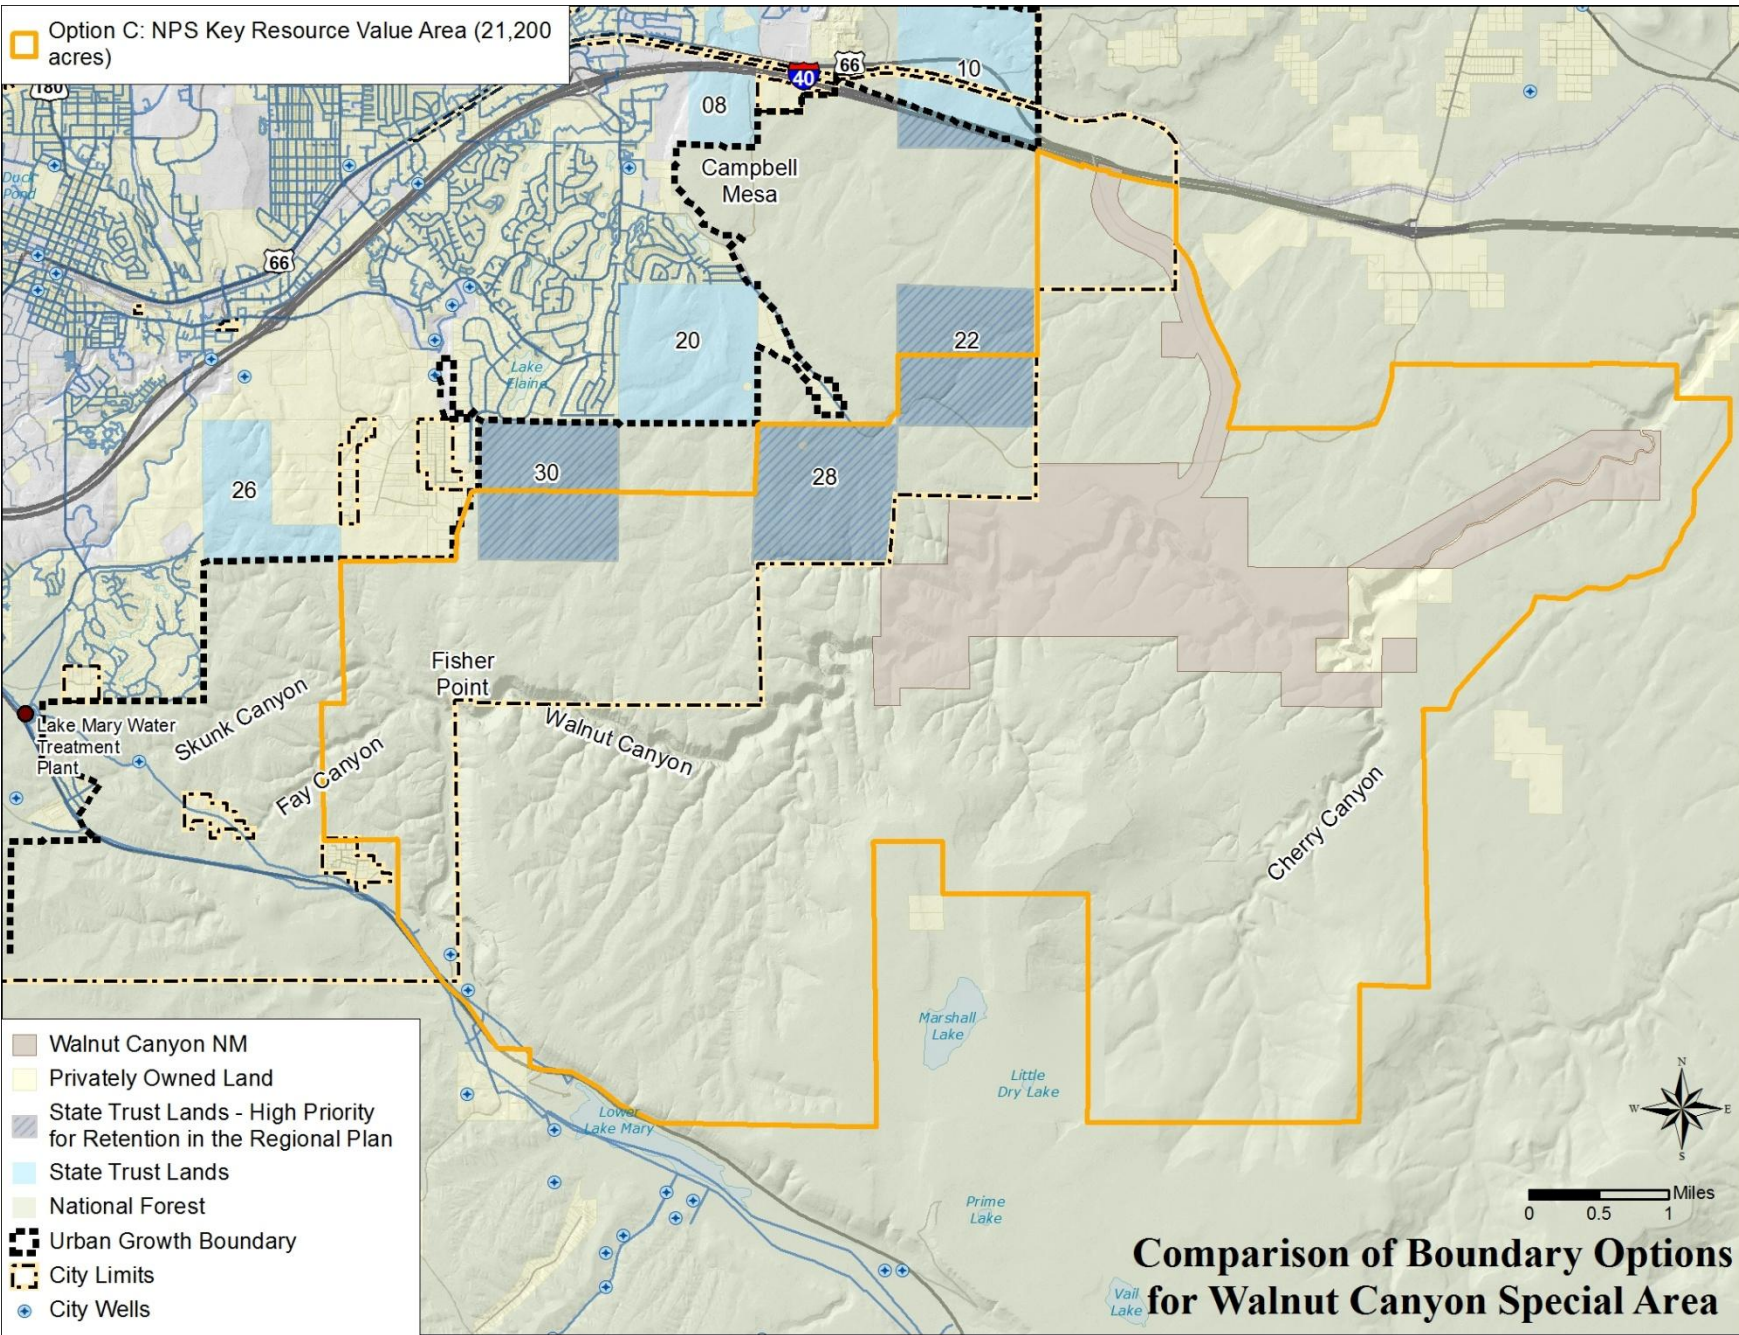 Option C: NPS Key Resource Value Area (21,200
acres)
180
40
66
10
08
Campbell
Mesa
Duck
Pond
66
20
22
Lake
Elaine
30
28
26
Fisher
Point
Skunk Canyon
Walnut Canyon
Lake Mary Water
Treatment
Plant
Fay Canyon
Cherry Canyon
Marshall
Lake
Little
Dry Lake
Lower
Lake Mary
Prime
Lake
Vail
Lake
Walnut Canyon NM
Privately Owned Land
State Trust Lands - High Priority
for Retention in the Regional Plan
State Trust Lands
National Forest
Urban Growth Boundary
City Limits
City Wells
N
W
E
S
Miles
0 0.5 1
Comparison of Boundary Options
for Walnut Canyon Special Area